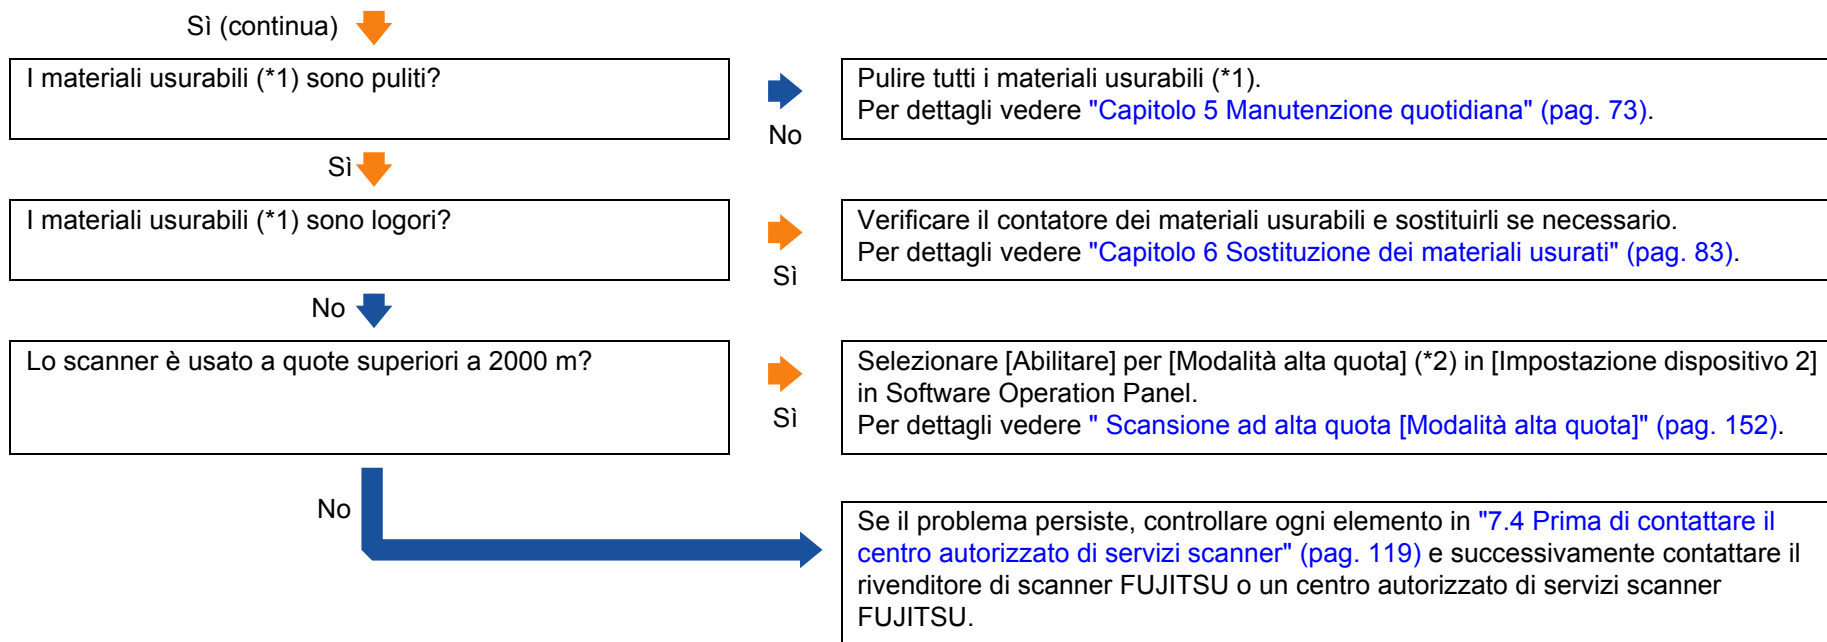 Sì (continua)
I materiali usurabili (*1) sono puliti?
No
Pulire tutti i materiali usurabili (*1).
Per dettagli vedere "Capitolo 5 Manutenzione quotidiana" (pag. 73).
Sì
I materiali usurabili (*1) sono logori?
Sì
Verificare il contatore dei materiali usurabili e sostituirli se necessario.
Per dettagli vedere "Capitolo 6 Sostituzione dei materiali usurati" (pag. 83).
No
Lo scanner è usato a quote superiori a 2000 m?
Sì
Selezionare [Abilitare] per [Modalità alta quota] (*2) in [Impostazione dispositivo 2]
in Software Operation Panel.
Per dettagli vedere " Scansione ad alta quota [Modalità alta quota]" (pag. 152).
No
Se il problema persiste, controllare ogni elemento in "7.4 Prima di contattare il
centro autorizzato di servizi scanner" (pag. 119) e successivamente contattare il
rivenditore di scanner FUJITSU o un centro autorizzato di servizi scanner
FUJITSU.